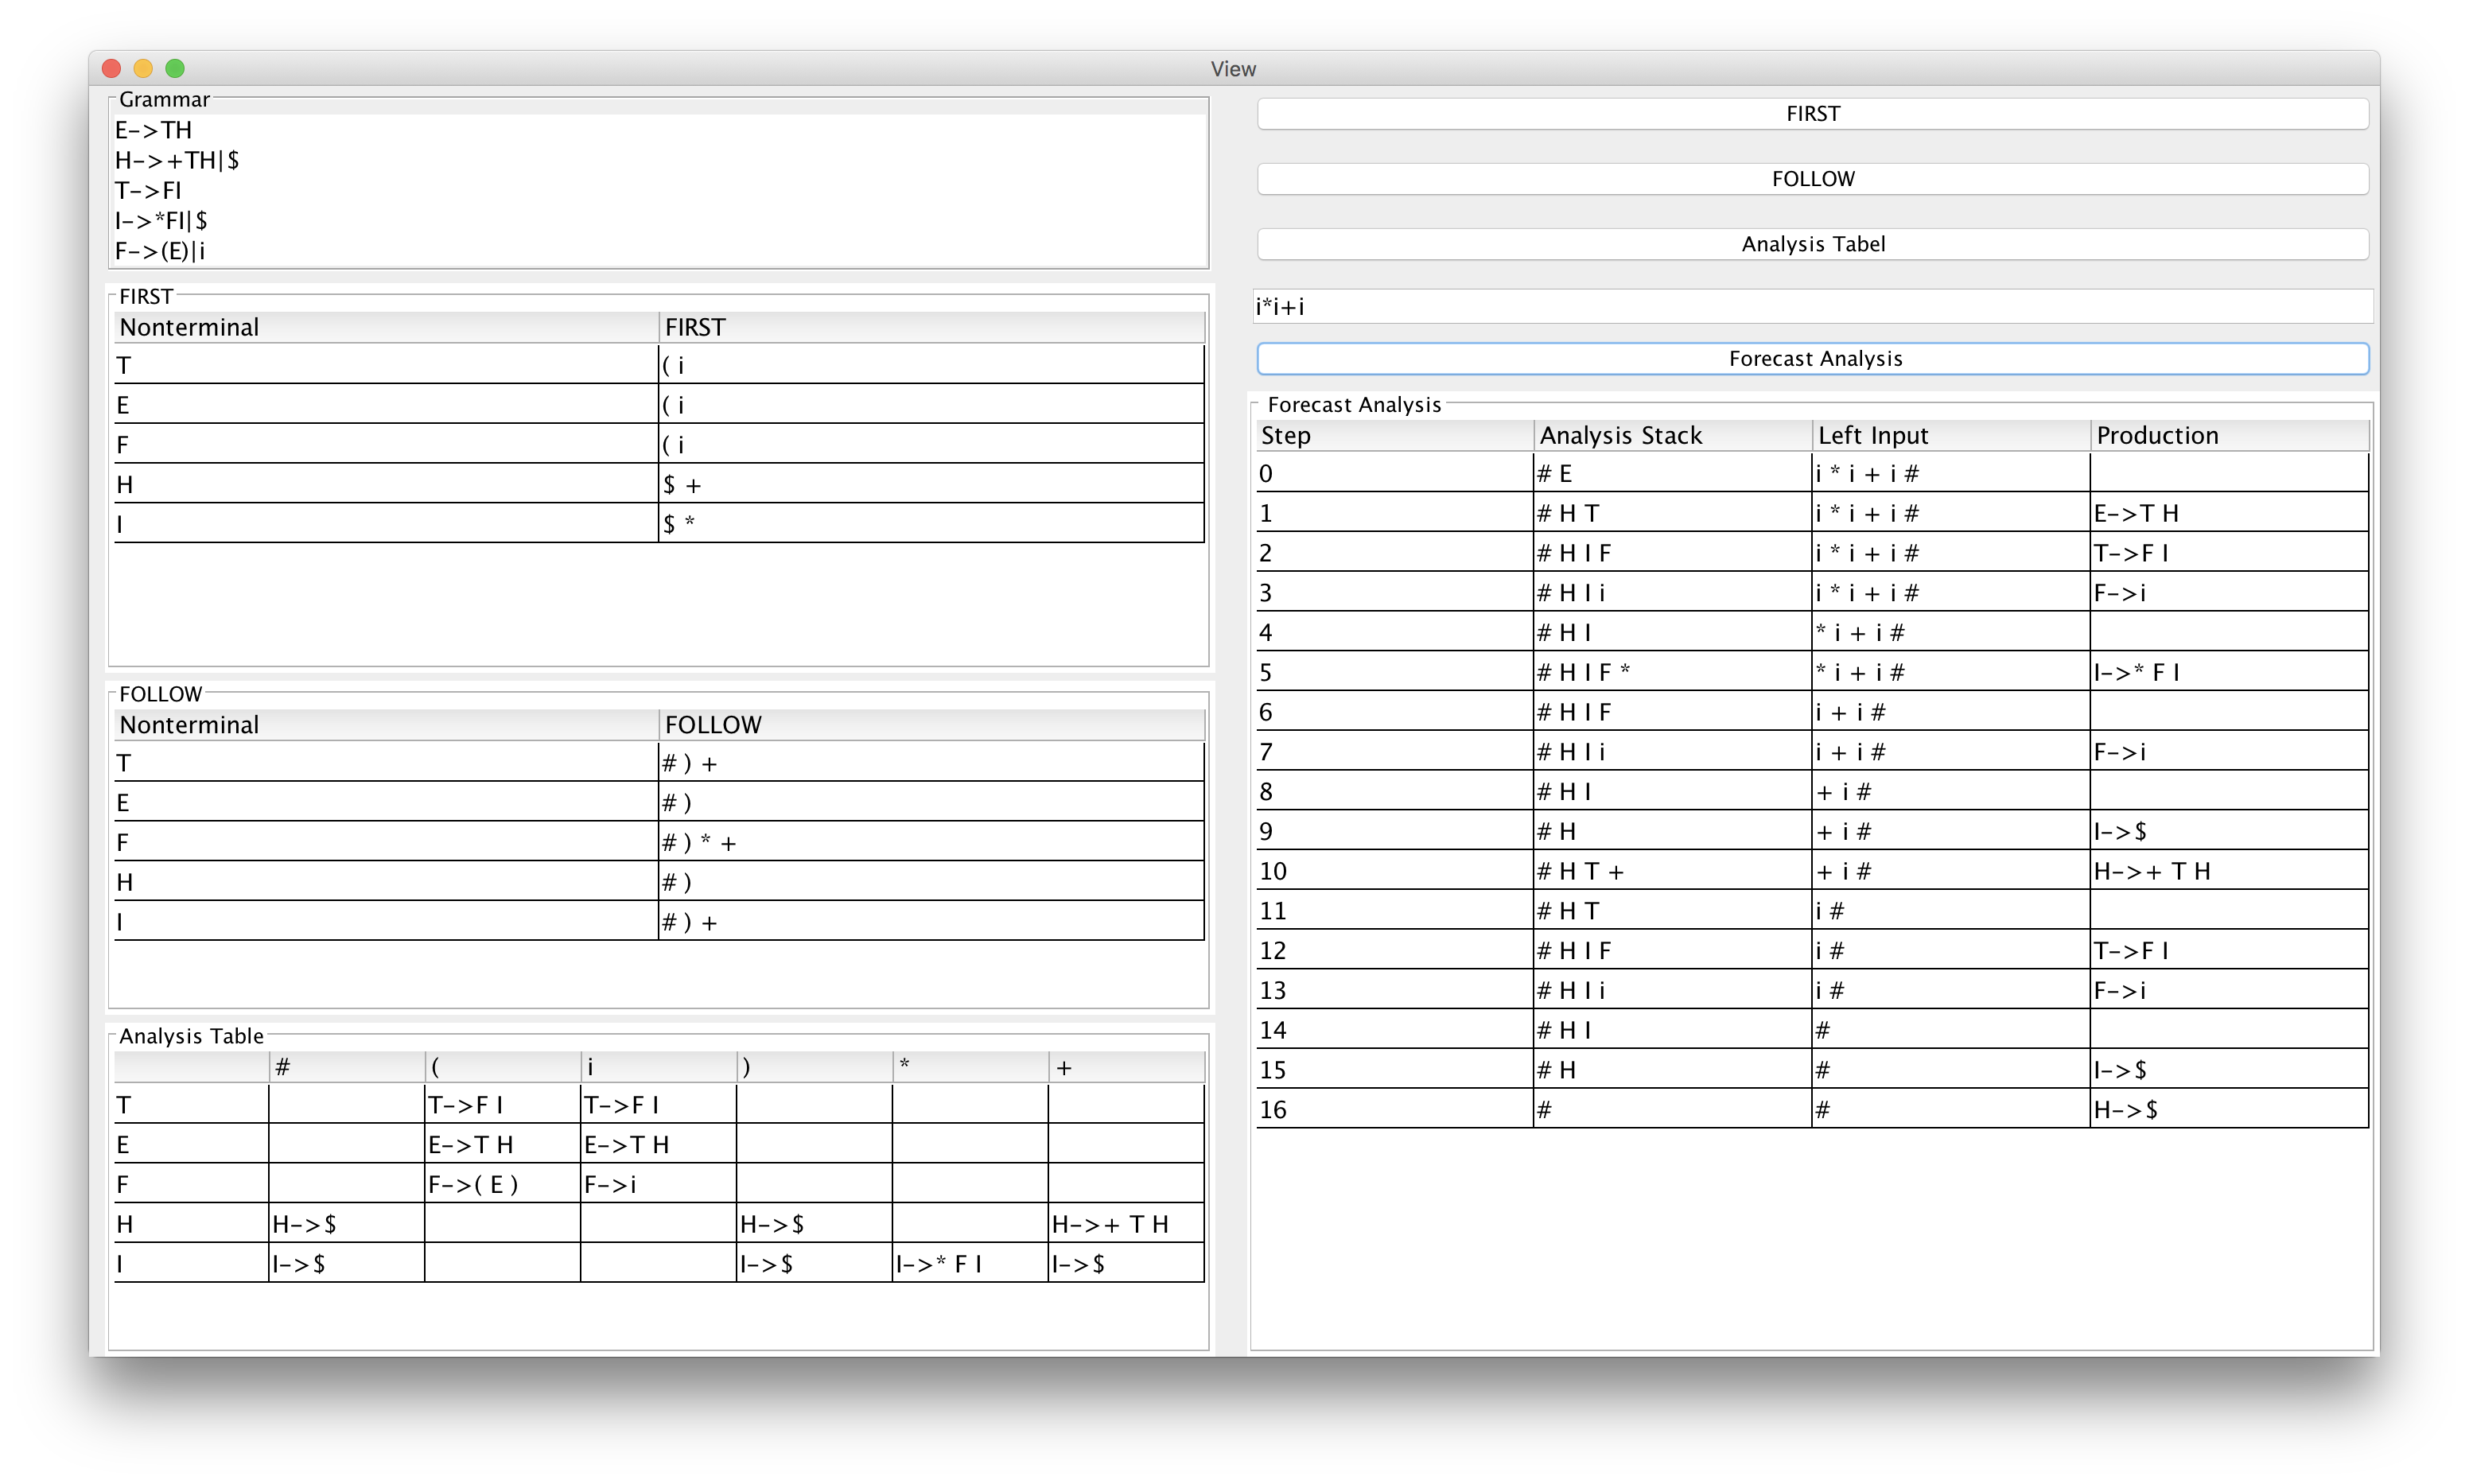 View
Grammar
E->TH
H->+TH|$
T->FI
I->*FI|$
F->(E)|i
FIRST
Nonterminal FIRST
T ( i
E ( i
F ( i
H $ +
I $ *
FOLLOW
Nonterminal FOLLOW
T # ) +
E # )
F # ) * +
H # )
I # ) +
Analysis Table
# ( i ) * +
T T->F I T->F I
E E->T H E->T H
F F->( E ) F->i
H H->$ H->$ H->+ T H
I I->$ I->$ I->* F I I->$
FIRST
FOLLOW
Analysis Tabel
i*i+i
Forecast Analysis
Forecast Analysis
Step Analysis Stack Left Input Production
0 # E i * i + i #
1 # H T i * i + i # E->T H
2 # H I F i * i + i # T->F I
3 # H I i i * i + i # F->i
4 # H I * i + i #
5 # H I F * * i + i # I->* F I
6 # H I F i + i #
7 # H I i i + i # F->i
8 # H I + i #
9 # H + i # I->$
10 # H T + + i # H->+ T H
11 # H T i #
12 # H I F i # T->F I
13 # H I i i # F->i
14 # H I #
15 # H # I->$
16 # # H->$